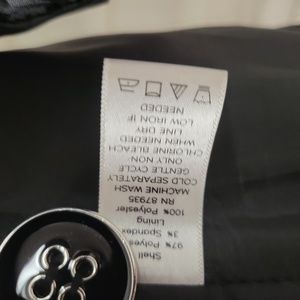 Shell
97% Polyester
3% Spandex
Lining
100% Polyester
RN 87935
MACHINE WASH
COLD SEPARATELY
GENTLE CYCLE
ONLY NON-
CHLORINE BLEACH
WHEN NEEDED
LINE DRY
LOW IRON IF
NEEDED